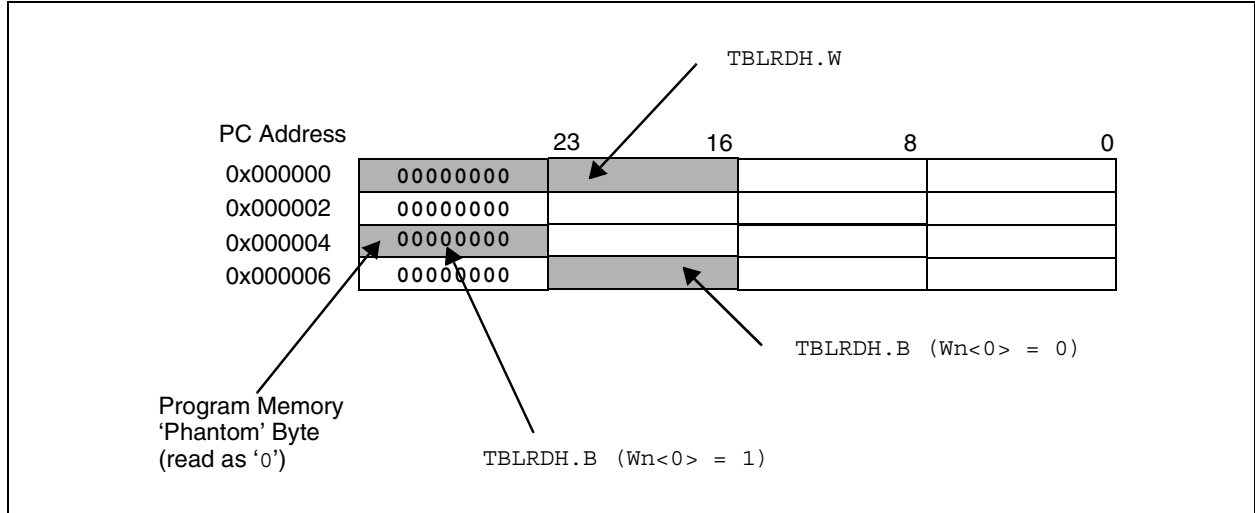 TBLRDH.W
PC Address
23 16 8 0
0x000000 00000000
0x000002 00000000
0x000004 00000000
0x000006 00000000
TBLRDH.B (Wn<0> = 0)
Program Memory
‘Phantom’ Byte
(read as ‘0’)
TBLRDH.B (Wn<0> = 1)